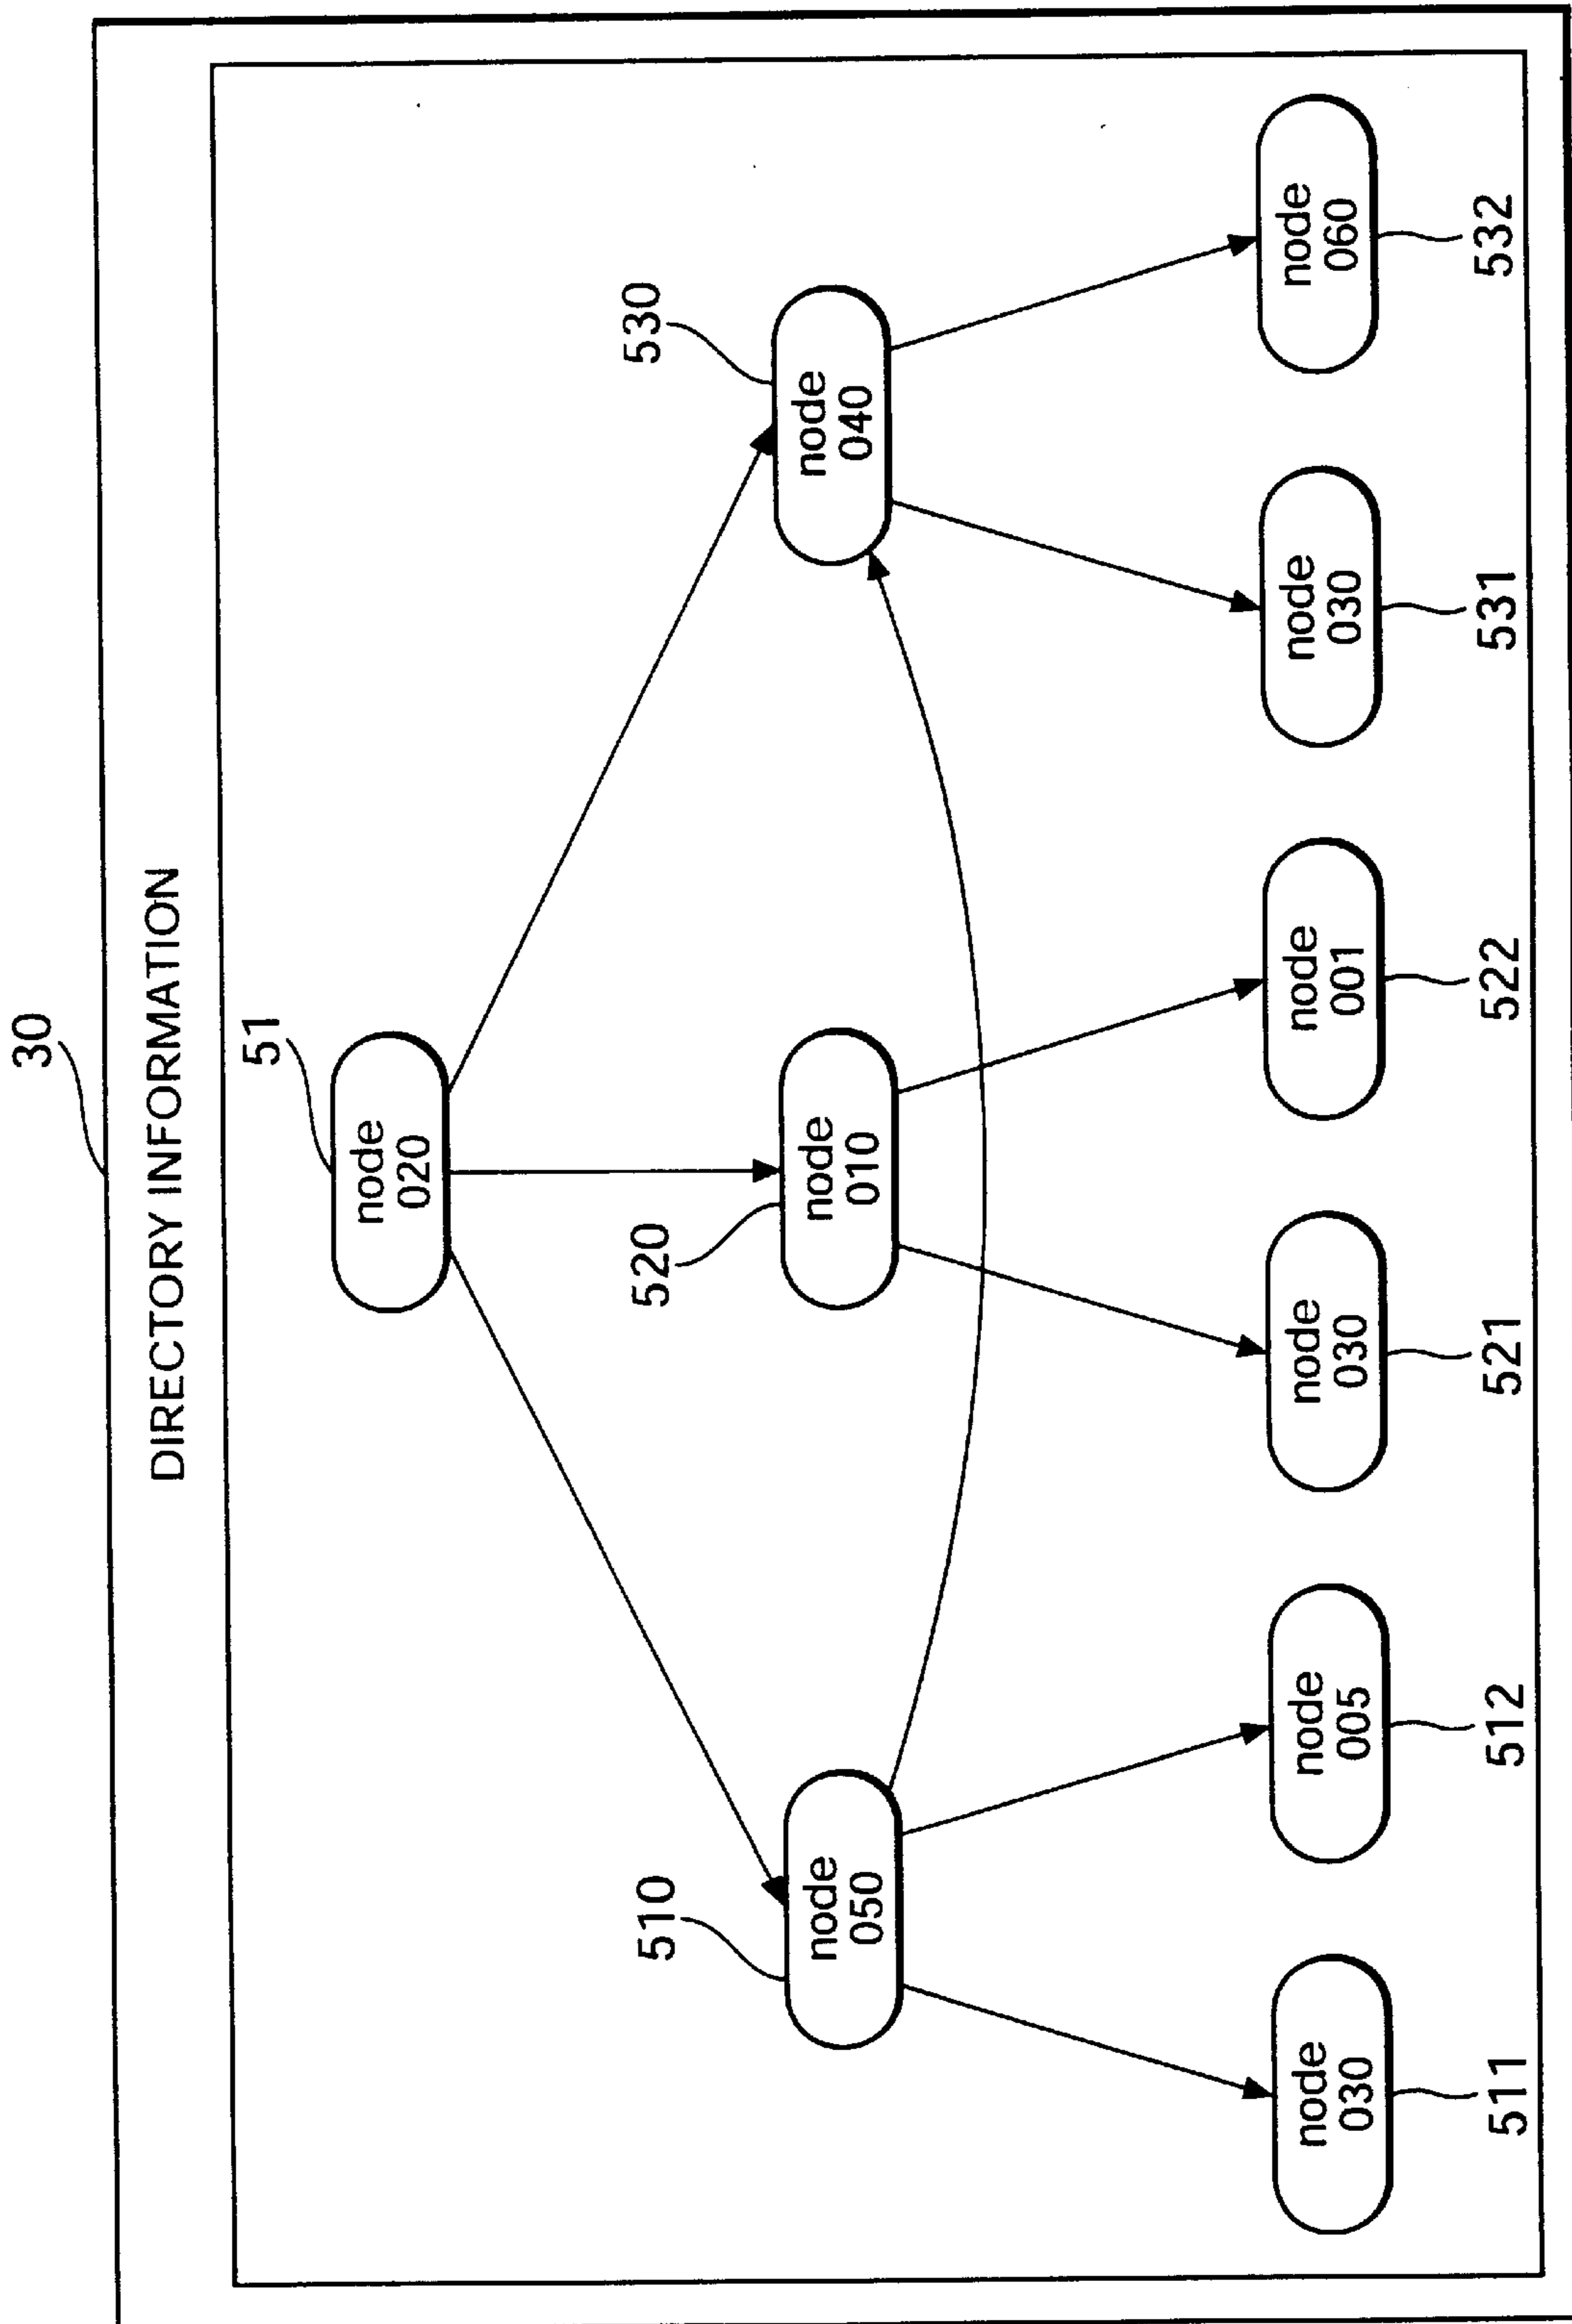 30
DIRECTORY INFORMATION
51
node
020
510
node
050
520
node
010
530
node
040
node
030
node
005
node
030
node
001
node
030
node
060
511
512
521
522
531
532